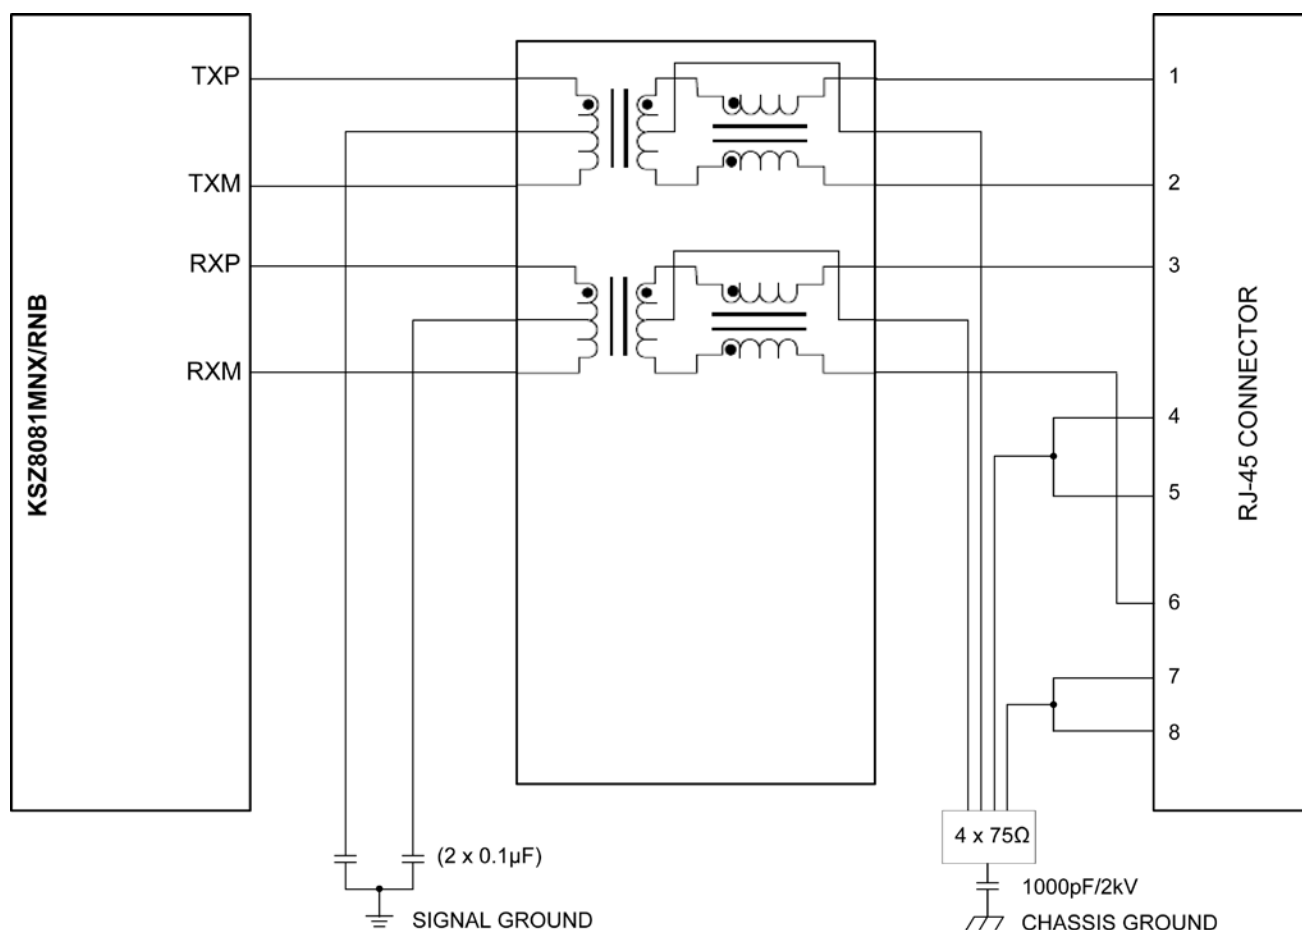 TXP
1
TXM
2
RXP
3
KSZ8081MNX/RNB
RXM
RJ-45 CONNECTOR
4
5
6
7
8
4 x 75Ω
(2 x 0.1µF)
1000pF/2kV
SIGNAL GROUND
CHASSIS GROUND